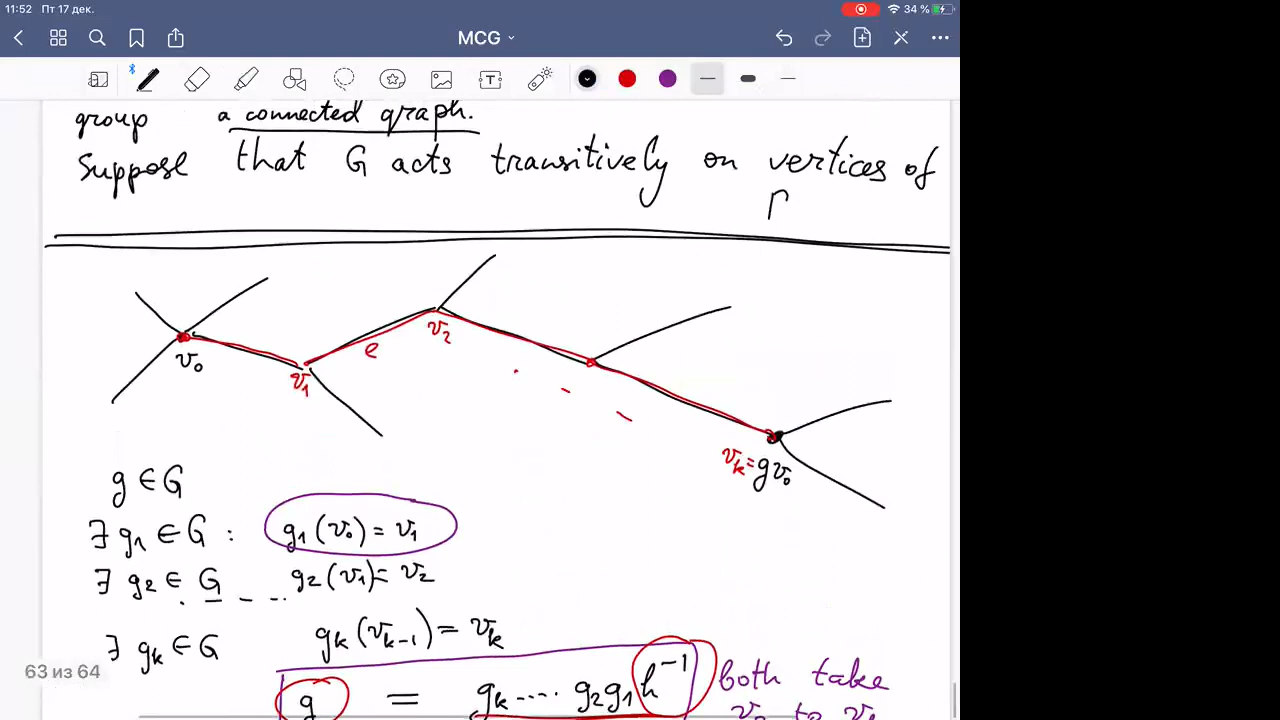 11:52 Пт 17 дек.
34 %
MCG
group a connected graph.
Suppose that G acts transitively on vertices of
Γ
v₀
v₁
e
v₂
vₖ = gv₀
g ∈ G
∃ g₁ ∈ G : g₁(v₀) = v₁
∃ g₂ ∈ G .... g₂(v₁) = v₂
∃ gₖ ∈ G gₖ(vₖ₋₁) = vₖ
63 из 64
g = gₖ ..... g₂g₁h⁻¹ both take